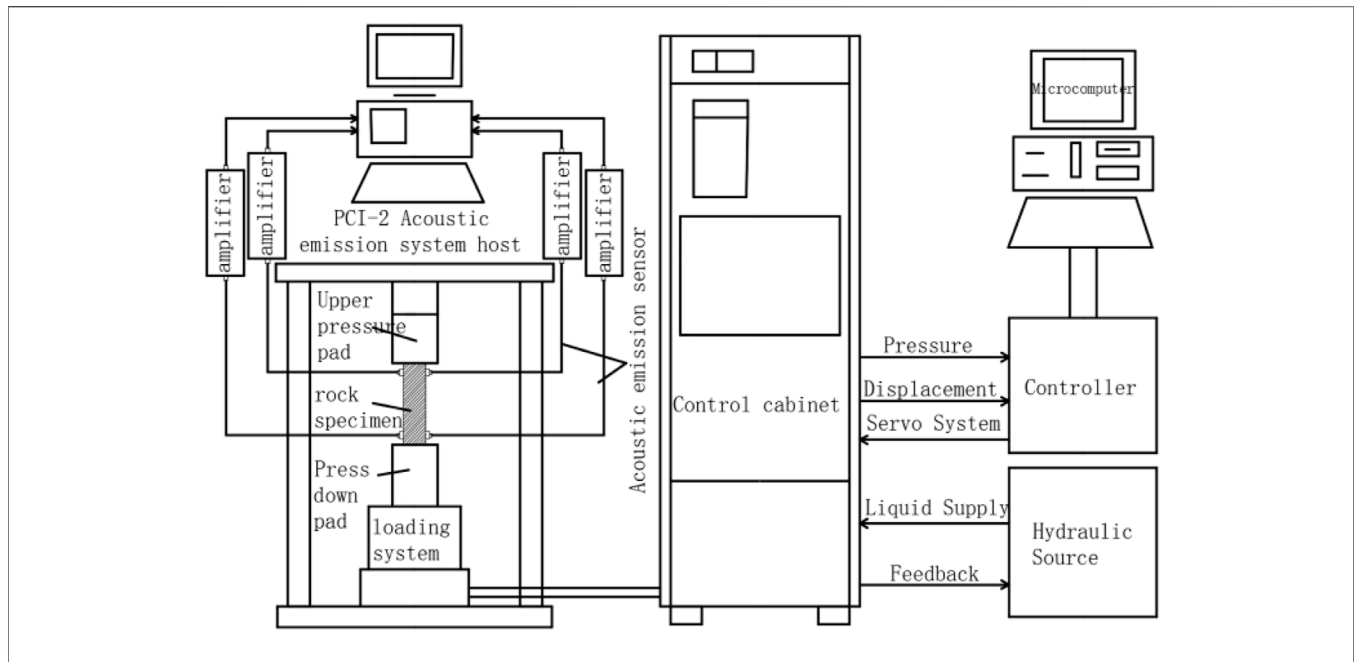 Microcomputer
amplifier
amplifier
amplifier
amplifier
PCI-2 Acoustic
emission system host
Upper
pressure
pad
rock
specimen
Press
down
pad
loading
system
Acoustic emission sensor
Control cabinet
Pressure
Displacement
Servo System
Controller
Liquid Supply
Feedback
Hydraulic
Source